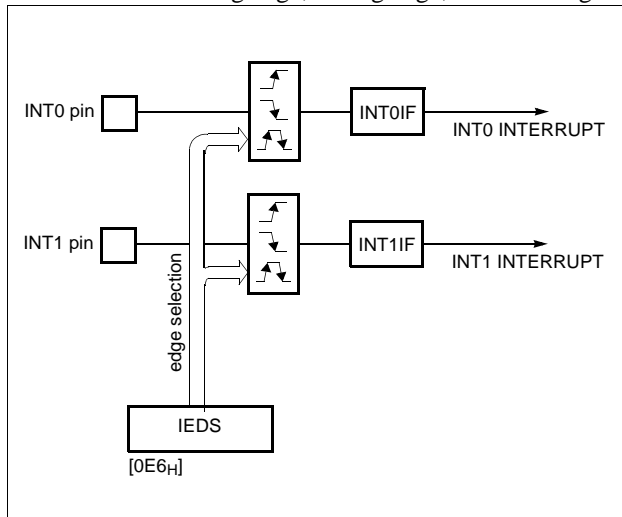 INT0 pin
INT0IF
INT0 INTERRUPT
INT1 pin
INT1IF
INT1 INTERRUPT
edge selection
IEDS
[0E6H]